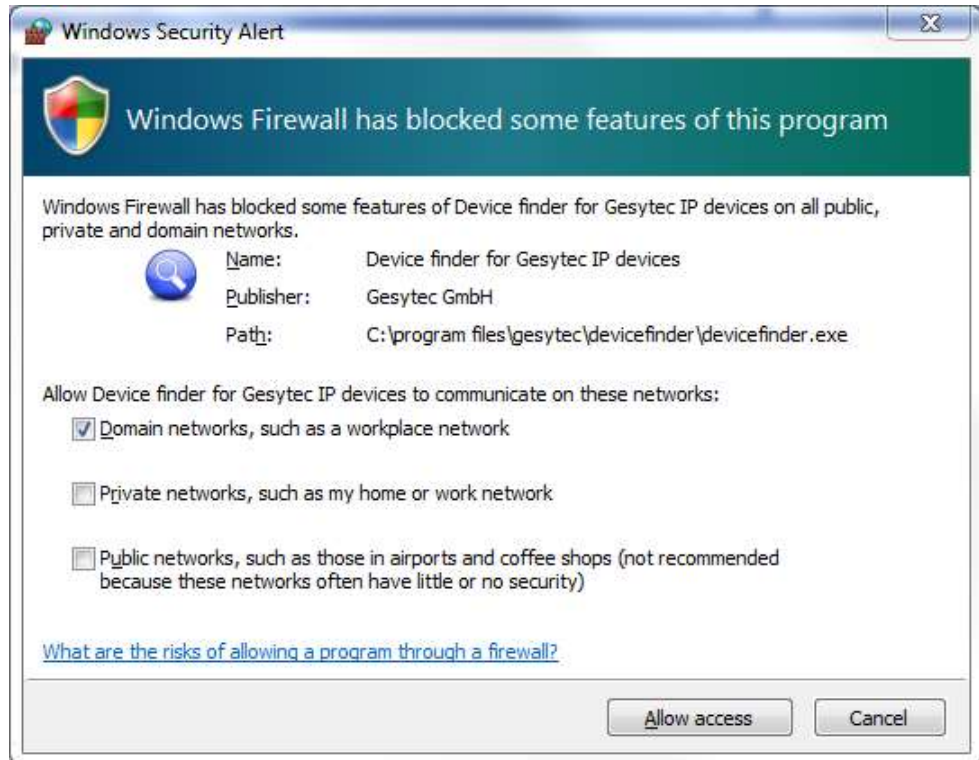 Windows Security Alert
Windows Firewall has blocked some features of this program
Windows Firewall has blocked some features of Device finder for Gesytec IP devices on all public,
private and domain networks.
Name: Device finder for Gesytec IP devices
Publisher: Gesytec GmbH
Path: C:\program files\gesytec\devicefinder\devicefinder.exe
Allow Device finder for Gesytec IP devices to communicate on these networks:
Domain networks, such as a workplace network
Private networks, such as my home or work network
Public networks, such as those in airports and coffee shops (not recommended
because these networks often have little or no security)
What are the risks of allowing a program through a firewall?
Allow access Cancel